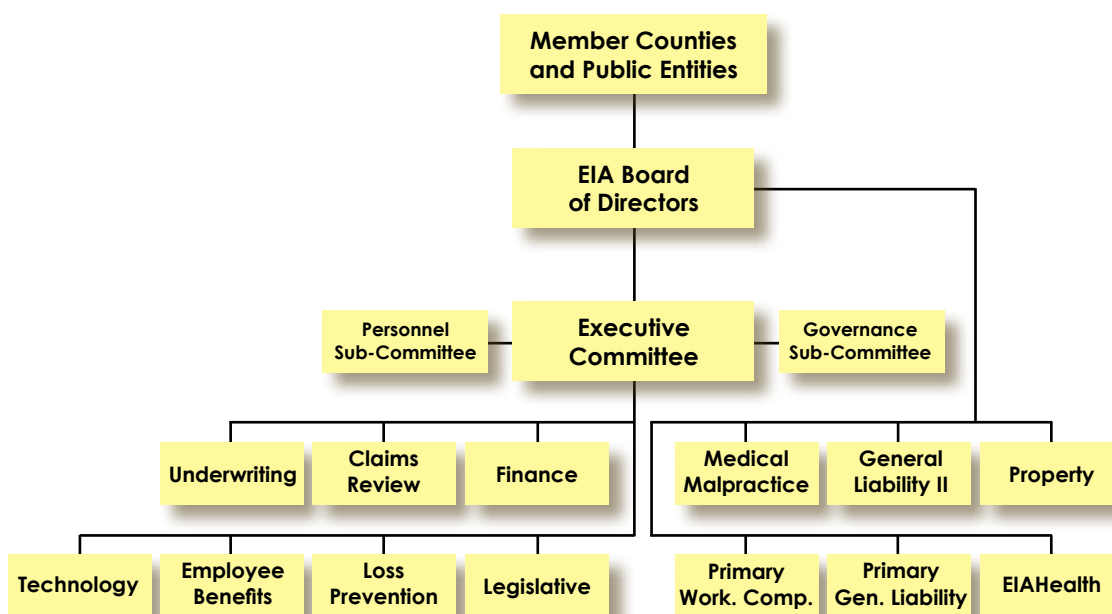 Member Counties
and Public Entities
EIA Board
of Directors
Personnel
Sub-Committee
Executive
Committee
Governance
Sub-Committee
Underwriting
Claims
Review
Finance
Medical
Malpractice
General
Liability II
Property
Technology
Employee
Benefits
Loss
Prevention
Legislative
Primary
Work. Comp.
Primary
Gen. Liability
EIAHealth